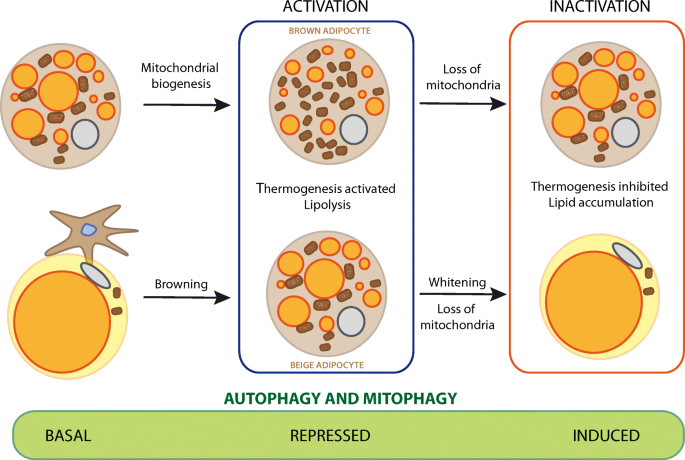 ACTIVATION
INACTIVATION
BROWN ADIPOCYTE
Mitochondrial
biogenesis
Loss of
mitochondria
Thermogenesis activated
Lipolysis
Thermogenesis inhibited
Lipid accumulation
Browning
Whitening
Loss of
mitochondria
BEIGE ADIPOCYTE
AUTOPHAGY AND MITOPHAGY
BASAL
REPRESSED
INDUCED